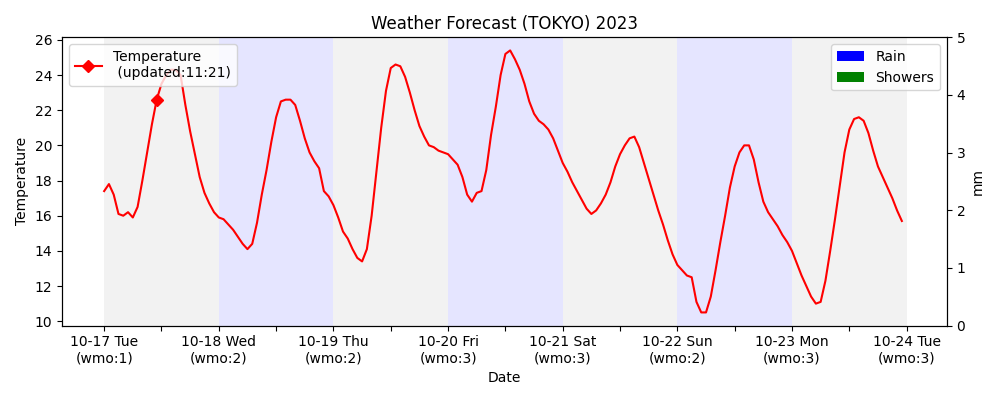 Weather Forecast (TOKYO) 2023
Temperature
(updated:11:21)
Rain
Showers
Temperature
26
24
22
20
18
16
14
12
10
5
4
3
2
1
0
mm
10-17 Tue
(wmo:1)
10-18 Wed
(wmo:2)
10-19 Thu
(wmo:2)
10-20 Fri
(wmo:3)
10-21 Sat
(wmo:3)
10-22 Sun
(wmo:2)
10-23 Mon
(wmo:3)
10-24 Tue
(wmo:3)
Date